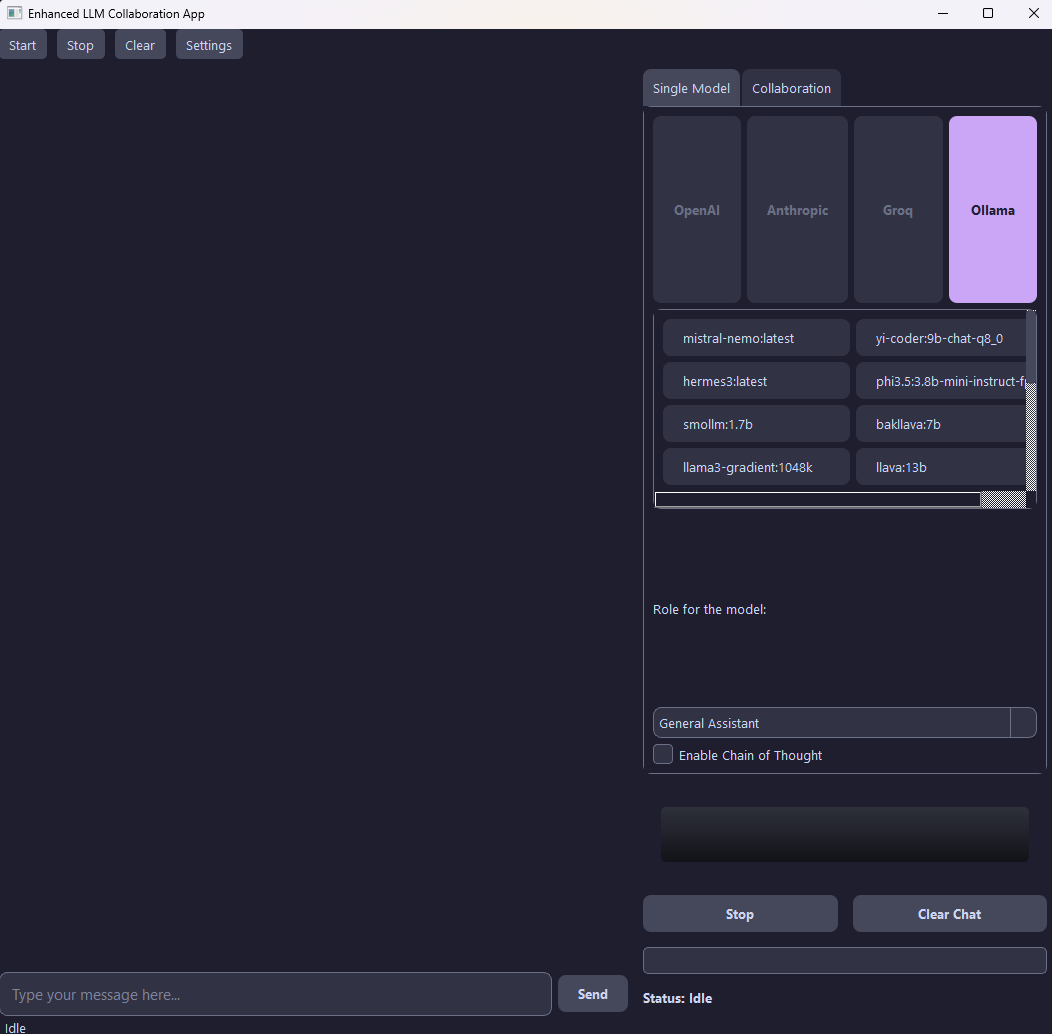 Enhanced LLM Collaboration App
Start Stop Clear Settings
Single Model Collaboration
OpenAI Anthropic Groq Ollama
mistral-nemo:latest yi-coder:9b-chat-q8_0
hermes3:latest phi3.5:3.8b-mini-instruct-f
smollm:1.7b bakllava:7b
llama3-gradient:1048k llava:13b
Role for the model:
General Assistant
Enable Chain of Thought
Stop Clear Chat
Type your message here... Send
Status: Idle
Idle